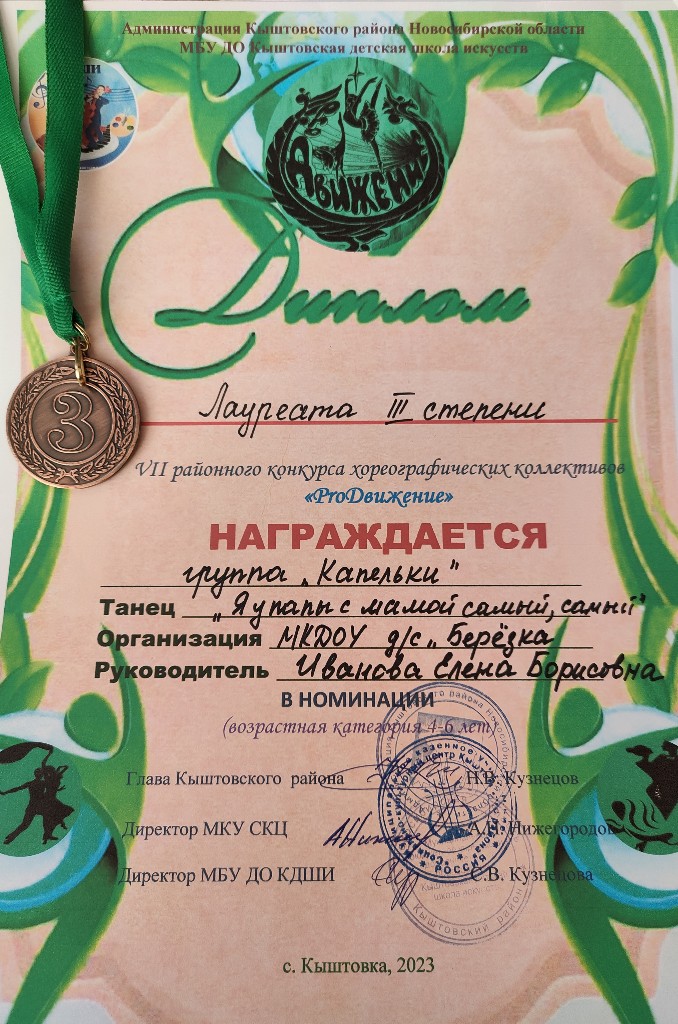 Администрация Кыштовского района Новосибирской области
МБУ ДО Кыштовская детская школа искусств
ДВИЖЕНИЕ
Диплом
Лауреата III степени
3
VII районного конкурса хореографических коллективов
«ProДвижение»
НАГРАЖДАЕТСЯ
группа „Капельки"
Танец „Я у папы с мамой самый, самый"
Организация МКДОУ д/с „Берёзка
Руководитель Иванова Елена Борисовна
В НОМИНАЦИИ
(возрастная категория 4-6 лет)
Глава Кыштовского района Н.В. Кузнецов
Директор МКУ СКЦ Нижегородов
Директор МБУ ДО КДШИ С.В. Кузнецова
РОССИЯ
Кыштовский район
с. Кыштовка, 2023